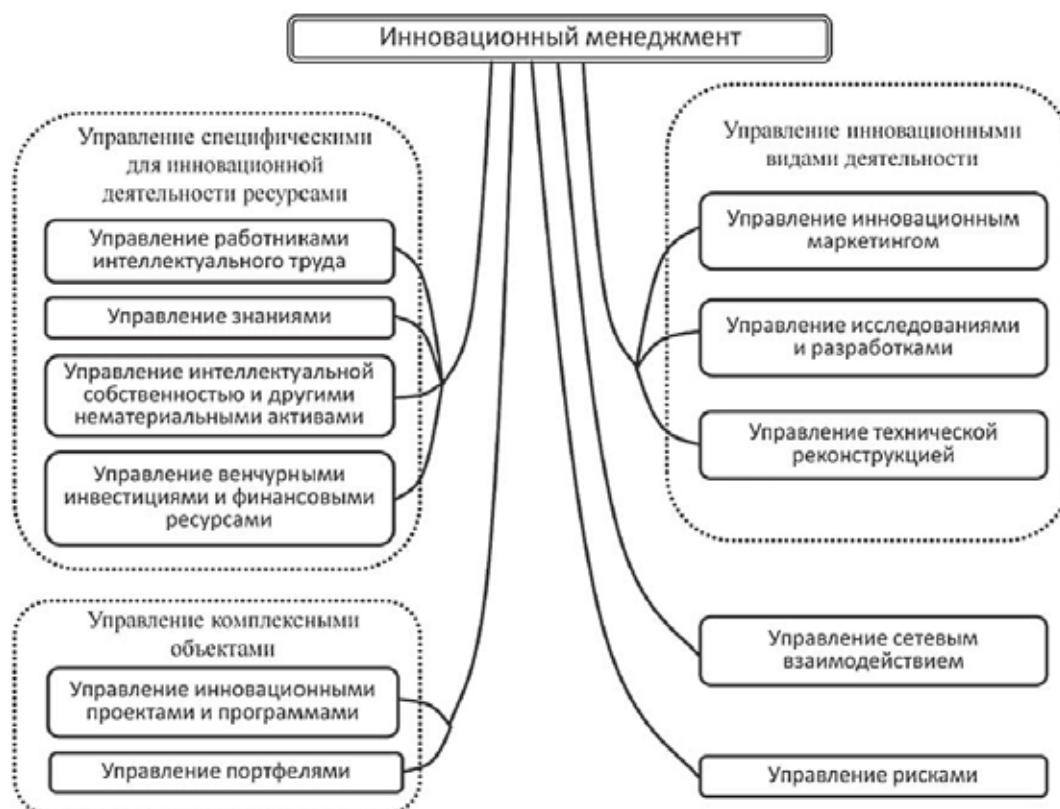 Инновационный менеджмент
Управление специфическими
для инновационной
деятельности ресурсами
Управление работниками
интеллектуального труда
Управление знаниями
Управление интеллектуальной
собственностью и другими
нематериальными активами
Управление венчурными
инвестициями и финансовыми
ресурсами
Управление комплексными
объектами
Управление инновационными
проектами и программами
Управление портфелями
Управление инновационными
видами деятельности
Управление инновационным
маркетингом
Управление исследованиями
и разработками
Управление технической
реконструкцией
Управление сетевым
взаимодействием
Управление рисками